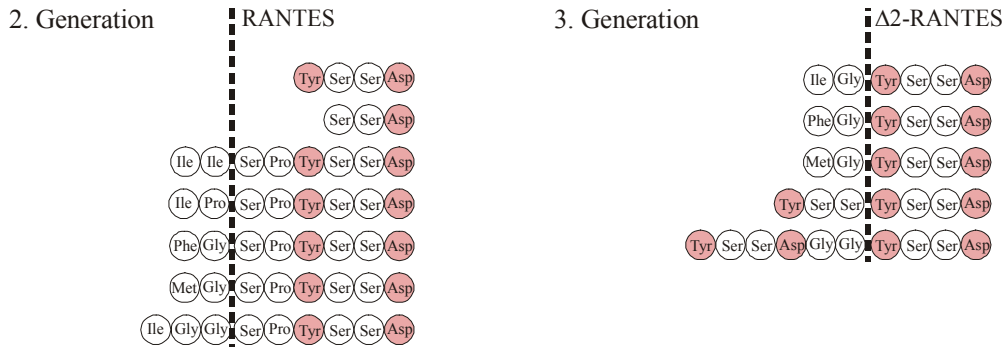 2. Generation
RANTES
Tyr Ser Ser Asp
Ser Ser Asp
Ile Ile Ser Pro Tyr Ser Ser Asp
Ile Pro Ser Pro Tyr Ser Ser Asp
Phe Gly Ser Pro Tyr Ser Ser Asp
Met Gly Ser Pro Tyr Ser Ser Asp
Ile Gly Gly Ser Pro Tyr Ser Ser Asp
3. Generation
Δ2-RANTES
Ile Gly Tyr Ser Ser Asp
Phe Gly Tyr Ser Ser Asp
Met Gly Tyr Ser Ser Asp
Tyr Ser Ser Tyr Ser Ser Asp
Tyr Ser Ser Asp Gly Gly Tyr Ser Ser Asp